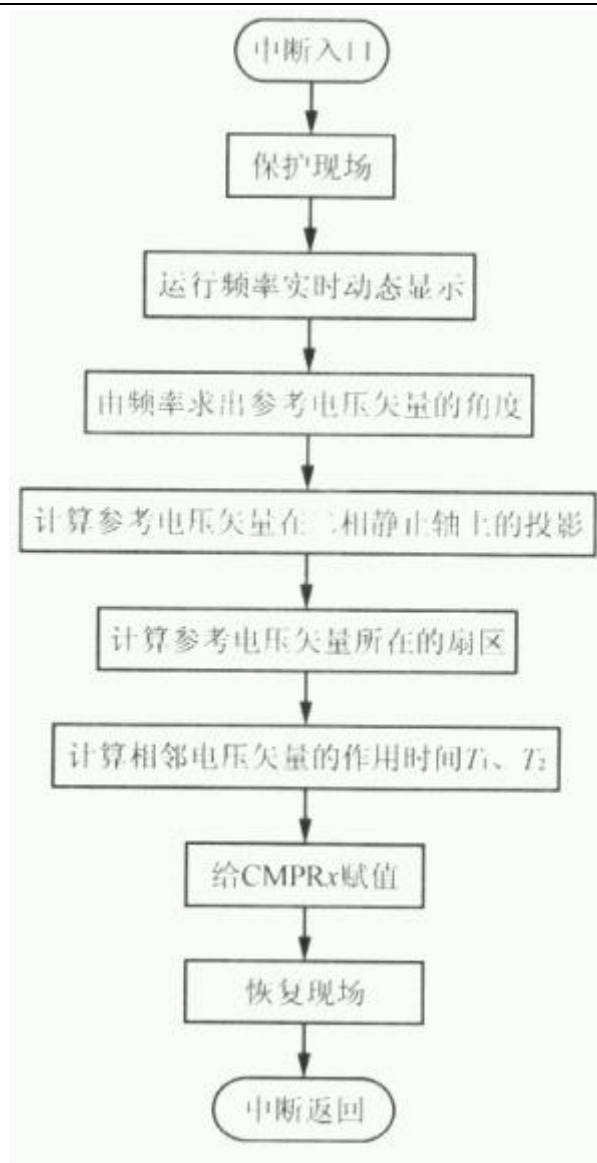 中断入口
保护现场
运行频率实时动态显示
由频率求出参考电压矢量的角度
计算参考电压矢量在二相静止轴上的投影
计算参考电压矢量所在的扇区
计算相邻电压矢量的作用时间T₁、T₂
给CMPRx赋值
恢复现场
中断返回